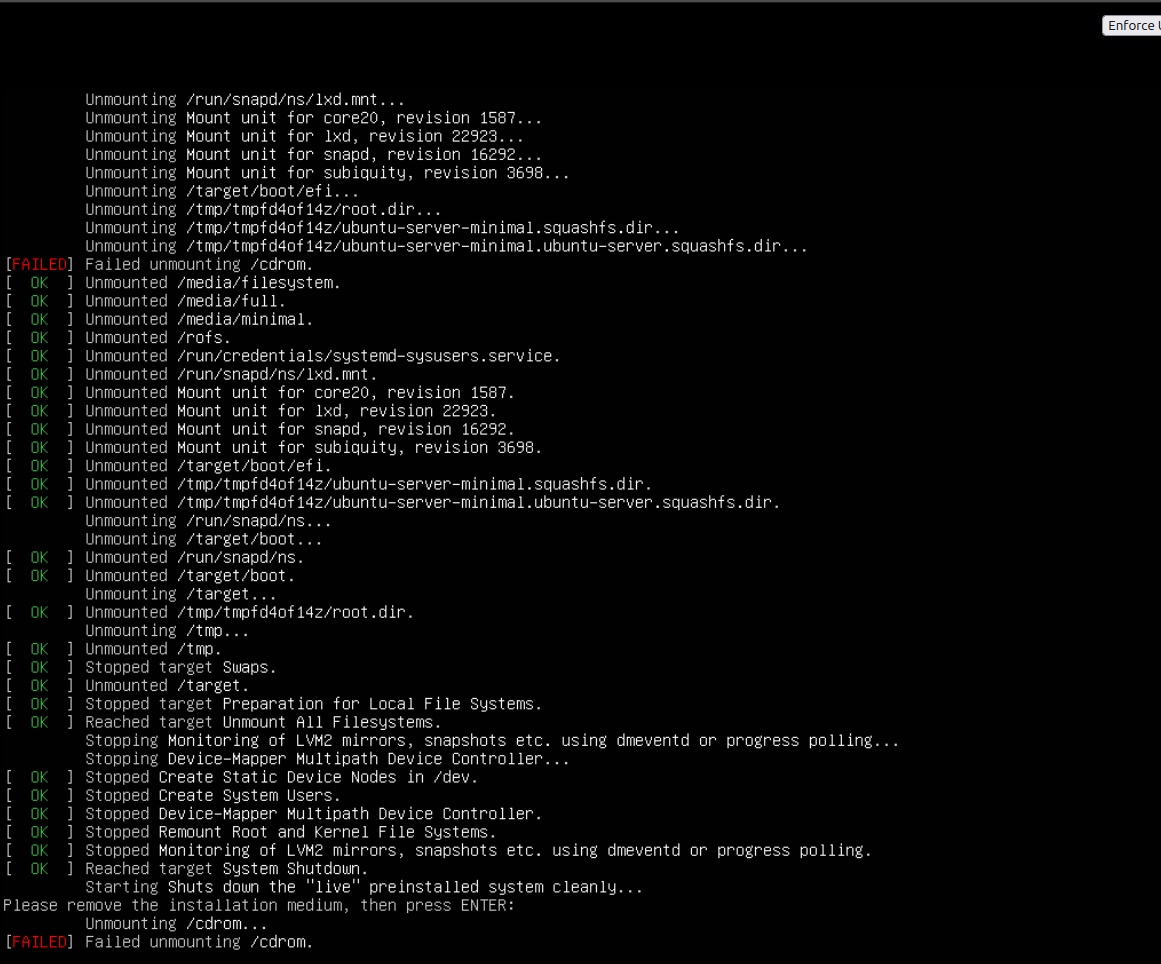 Enforce
Unmounting /run/snapd/ns/lxd.mnt...
Unmounting Mount unit for core20, revision 1587...
Unmounting Mount unit for lxd, revision 22923...
Unmounting Mount unit for snapd, revision 16292...
Unmounting Mount unit for subiquity, revision 3698...
Unmounting /target/boot/efi...
Unmounting /tmp/tmpfd4of14z/root.dir...
Unmounting /tmp/tmpfd4of14z/ubuntu-server-minimal.squashfs.dir...
Unmounting /tmp/tmpfd4of14z/ubuntu-server-minimal.ubuntu-server.squashfs.dir...
[FAILED] Failed unmounting /cdrom.
[  OK  ] Unmounted /media/filesystem.
[  OK  ] Unmounted /media/full.
[  OK  ] Unmounted /media/minimal.
[  OK  ] Unmounted /rofs.
[  OK  ] Unmounted /run/credentials/systemd-sysusers.service.
[  OK  ] Unmounted /run/snapd/ns/lxd.mnt.
[  OK  ] Unmounted Mount unit for core20, revision 1587.
[  OK  ] Unmounted Mount unit for lxd, revision 22923.
[  OK  ] Unmounted Mount unit for snapd, revision 16292.
[  OK  ] Unmounted Mount unit for subiquity, revision 3698.
[  OK  ] Unmounted /target/boot/efi.
[  OK  ] Unmounted /tmp/tmpfd4of14z/ubuntu-server-minimal.squashfs.dir.
[  OK  ] Unmounted /tmp/tmpfd4of14z/ubuntu-server-minimal.ubuntu-server.squashfs.dir.
Unmounting /run/snapd/ns...
Unmounting /target/boot...
[  OK  ] Unmounted /run/snapd/ns.
[  OK  ] Unmounted /target/boot.
Unmounting /target...
[  OK  ] Unmounted /tmp/tmpfd4of14z/root.dir.
Unmounting /tmp...
[  OK  ] Unmounted /tmp.
[  OK  ] Stopped target Swaps.
[  OK  ] Unmounted /target.
[  OK  ] Stopped target Preparation for Local File Systems.
[  OK  ] Reached target Unmount All Filesystems.
Stopping Monitoring of LVM2 mirrors, snapshots etc. using dmeventd or progress polling...
Stopping Device-Mapper Multipath Device Controller...
[  OK  ] Stopped Create Static Device Nodes in /dev.
[  OK  ] Stopped Create System Users.
[  OK  ] Stopped Device-Mapper Multipath Device Controller.
[  OK  ] Stopped Remount Root and Kernel File Systems.
[  OK  ] Stopped Monitoring of LVM2 mirrors, snapshots etc. using dmeventd or progress polling.
[  OK  ] Reached target System Shutdown.
Starting Shuts down the "live" preinstalled system cleanly...
Please remove the installation medium, then press ENTER:
Unmounting /cdrom...
[FAILED] Failed unmounting /cdrom.